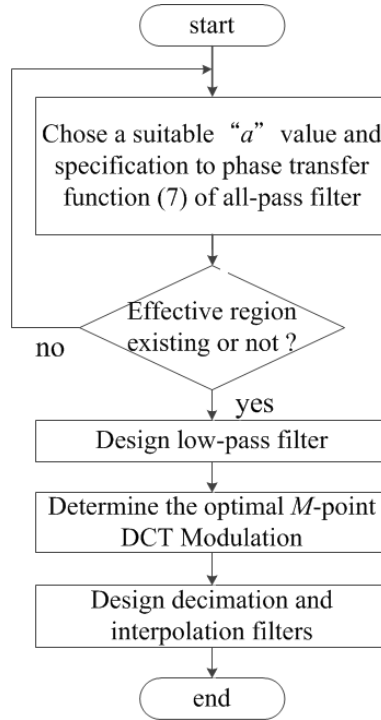 start
Chose a suitable “a” value and
specification to phase transfer
function (7) of all-pass filter
Effective region
existing or not ?
no
yes
Design low-pass filter
Determine the optimal M-point
DCT Modulation
Design decimation and
interpolation filters
end